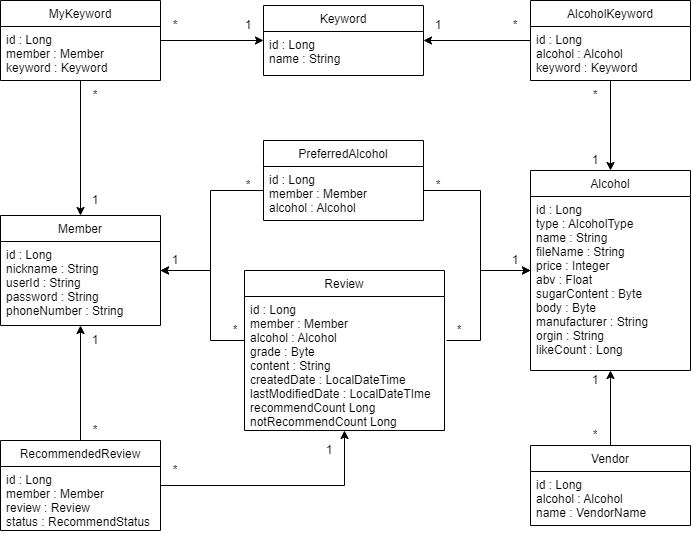 MyKeyword
id : Long
member : Member
keyword : Keyword
*
1
Keyword
id : Long
name : String
1
*
AlcoholKeyword
id : Long
alcohol : Alcohol
keyword : Keyword
*
1
*
1
PreferredAlcohol
id : Long
member : Member
alcohol : Alcohol
*
*
Member
id : Long
nickname : String
userId : String
password : String
phoneNumber : String
1
1
Alcohol
id : Long
type : AlcoholType
name : String
fileName : String
price : Integer
abv : Float
sugarContent : Byte
body : Byte
manufacturer : String
orgin : String
likeCount : Long
Review
id : Long
member : Member
alcohol : Alcohol
grade : Byte
content : String
createdDate : LocalDateTime
lastModifiedDate : LocalDateTIme
recommendCount Long
notRecommendCount Long
*
*
1
*
1
*
RecommendedReview
id : Long
member : Member
review : Review
status : RecommendStatus
*
1
Vendor
id : Long
alcohol : Alcohol
name : VendorName